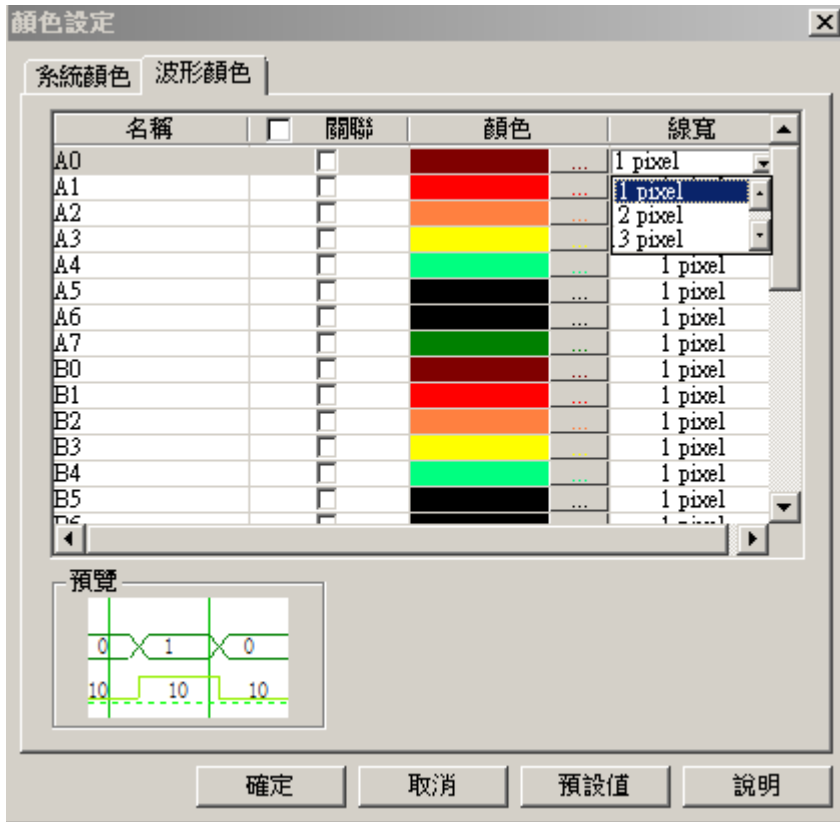 顏色設定
系統顏色 波形顏色
名稱 關聯 顏色 線寬
A0 ... 1 pixel
A1 ... 1 pixel
A2 ... 2 pixel
A3 ... 3 pixel
A4 ... 1 pixel
A5 ... 1 pixel
A6 ... 1 pixel
A7 ... 1 pixel
B0 ... 1 pixel
B1 ... 1 pixel
B2 ... 1 pixel
B3 ... 1 pixel
B4 ... 1 pixel
B5 ... 1 pixel
預覽
0 1 0
10 10 10
確定 取消 預設值 說明